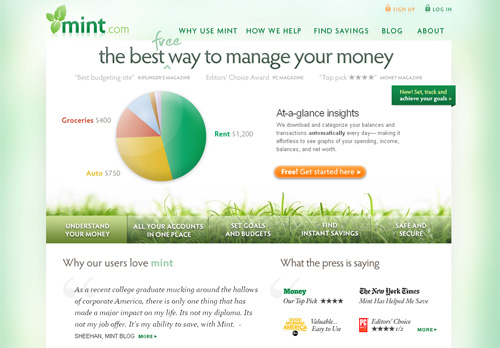 SIGN UP LOG IN
mint.com
WHY USE MINT HOW WE HELP FIND SAVINGS BLOG ABOUT
free
the best way to manage your money
"Best budgeting site" KIPLINGER'S MAGAZINE Editors' Choice Award PC MAGAZINE "Top pick ★★★★" MONEY MAGAZINE
New! Set, track and
achieve your goals ▸
Groceries $400
Rent $1,200
Auto $750
At-a-glance insights
We download and categorize your balances and
transactions automatically every day— making it
effortless to see graphs of your spending, income,
balances, and net worth.
Free! Get started here ▸
UNDERSTAND
YOUR MONEY
ALL YOUR ACCOUNTS
IN ONE PLACE
SET GOALS
AND BUDGETS
FIND
INSTANT SAVINGS
SAFE AND
SECURE
Why our users love mint
As a recent college graduate mucking around the hallows
of corporate America, there is only one thing that has
made a major impact on my life. Its not my diploma. Its
not my job offer. It's my ability to save, with Mint. -
SHEEHAN, MINT BLOG MORE ▸
What the press is saying
Money
Our Top Pick ★★★★
The New York Times
Mint Has Helped Me Save
GOOD MORNING AMERICA
abc
Valuable...
Easy to Use
PC
Editors' Choice
★★★★1/2
MORE ▸